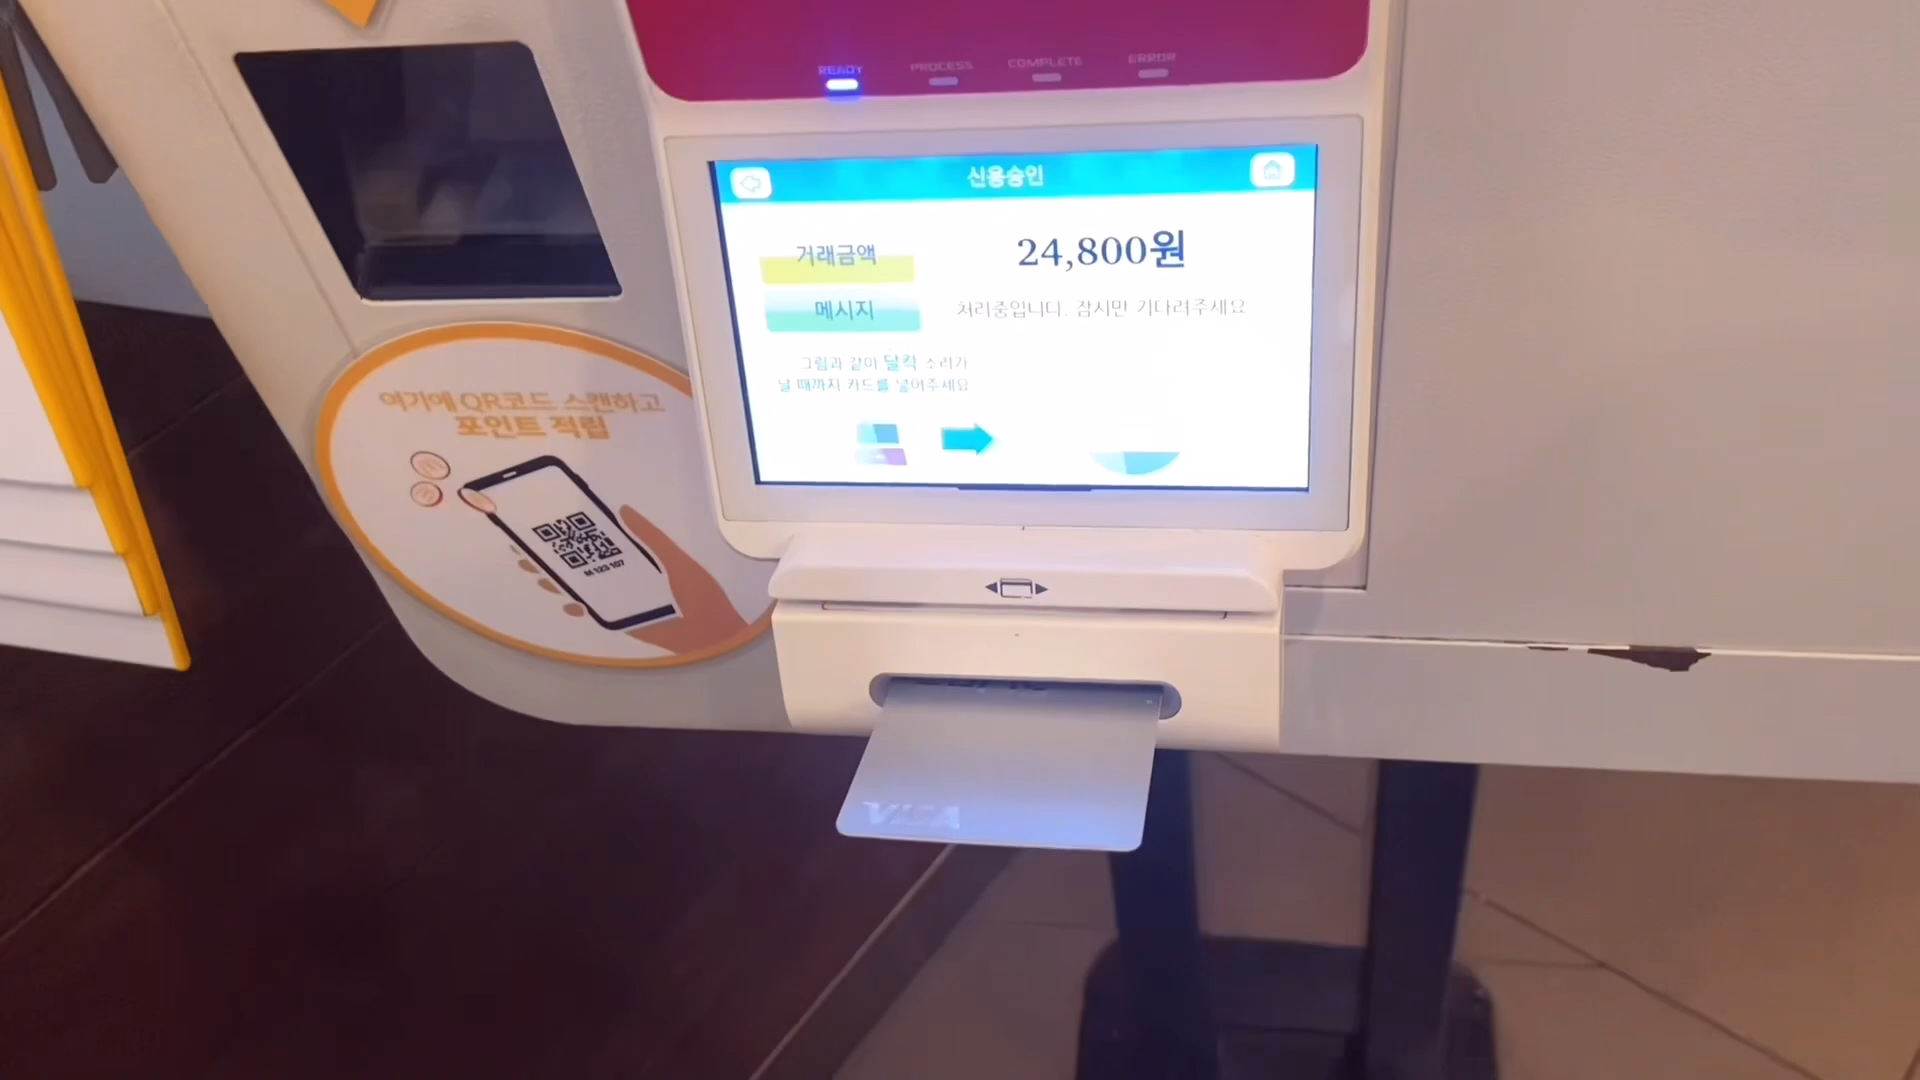 READY PROCESS COMPLETE ERROR
신용승인
거래금액 24,800원
메시지 처리중입니다. 잠시만 기다려주세요
그림과 같이 딸칵 소리가
날 때까지 카드를 넣어주세요
여기에 QR코드 스캔하고
포인트 적립
M 123 107
VISA